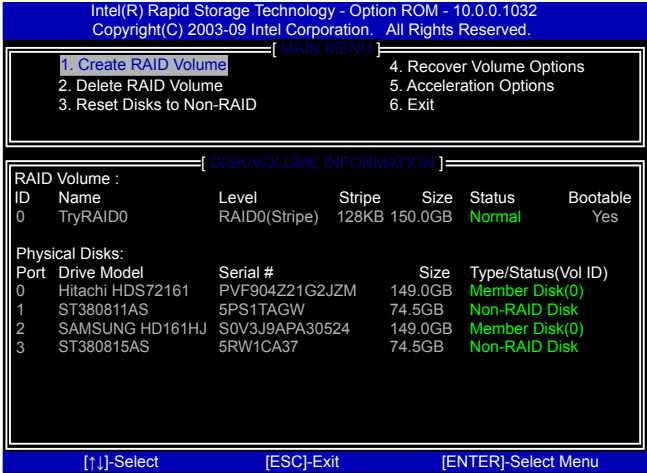 Intel(R) Rapid Storage Technology - Option ROM - 10.0.0.1032
Copyright(C) 2003-09 Intel Corporation. All Rights Reserved.
[ MAIN MENU ]
1. Create RAID Volume 4. Recover Volume Options
2. Delete RAID Volume 5. Acceleration Options
3. Reset Disks to Non-RAID 6. Exit
[ DISK/VOLUME INFORMATION ]
RAID Volume :
ID Name Level Stripe Size Status Bootable
0 TryRAID0 RAID0(Stripe) 128KB 150.0GB Normal Yes
Physical Disks:
Port Drive Model Serial # Size Type/Status(Vol ID)
0 Hitachi HDS72161 PVF904Z21G2JZM 149.0GB Member Disk(0)
1 ST380811AS 5PS1TAGW 74.5GB Non-RAID Disk
2 SAMSUNG HD161HJ S0V3J9APA30524 149.0GB Member Disk(0)
3 ST380815AS 5RW1CA37 74.5GB Non-RAID Disk
[↑↓]-Select [ESC]-Exit [ENTER]-Select Menu